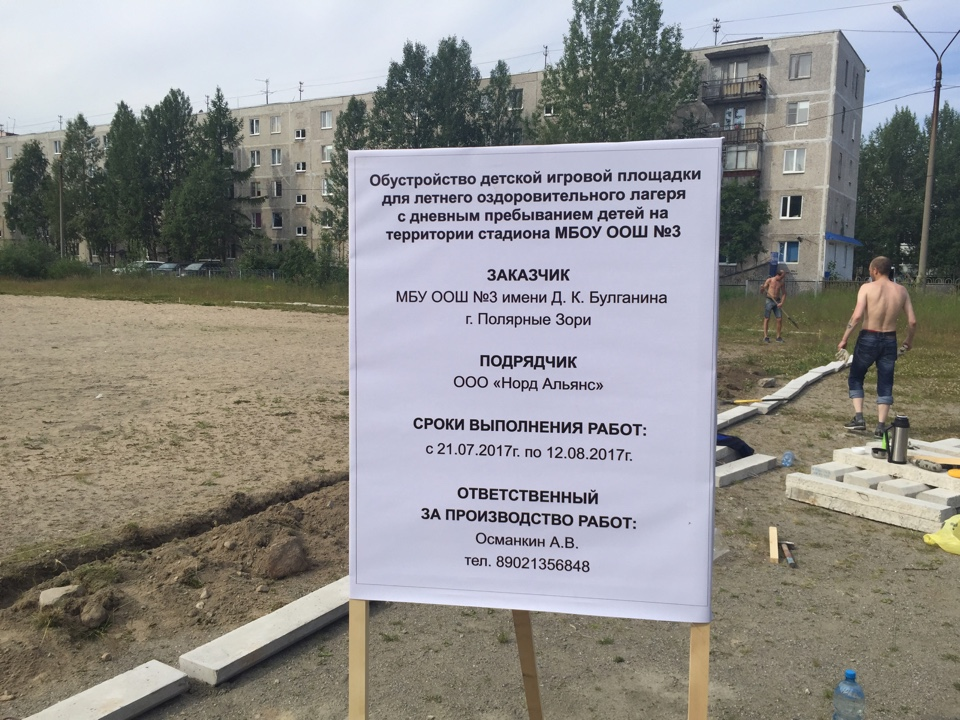 Обустройство детской игровой площадки
для летнего оздоровительного лагеря
с дневным пребыванием детей на
территории стадиона МБОУ ООШ №3
ЗАКАЗЧИК
МБУ ООШ №3 имени Д. К. Булганина
г. Полярные Зори
ПОДРЯДЧИК
ООО «Норд Альянс»
СРОКИ ВЫПОЛНЕНИЯ РАБОТ:
с 21.07.2017г. по 12.08.2017г.
ОТВЕТСТВЕННЫЙ
ЗА ПРОИЗВОДСТВО РАБОТ:
Османкин А.В.
тел. 89021356848